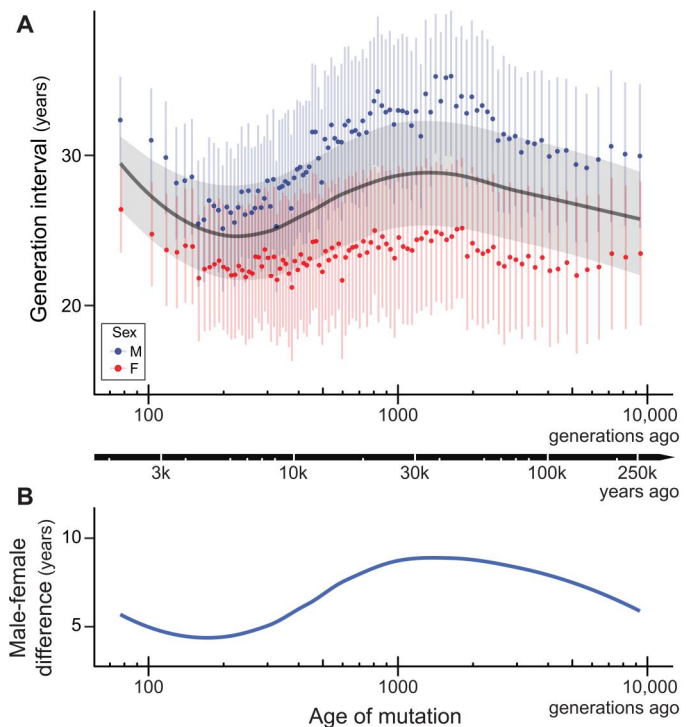 A
Generation interval (years)
30
20
Sex
M
F
100
1000
10,000
generations ago
3k
10k
30k
100k
250k
years ago
B
Male-female
difference (years)
10
5
100
1000
10,000
generations ago
Age of mutation